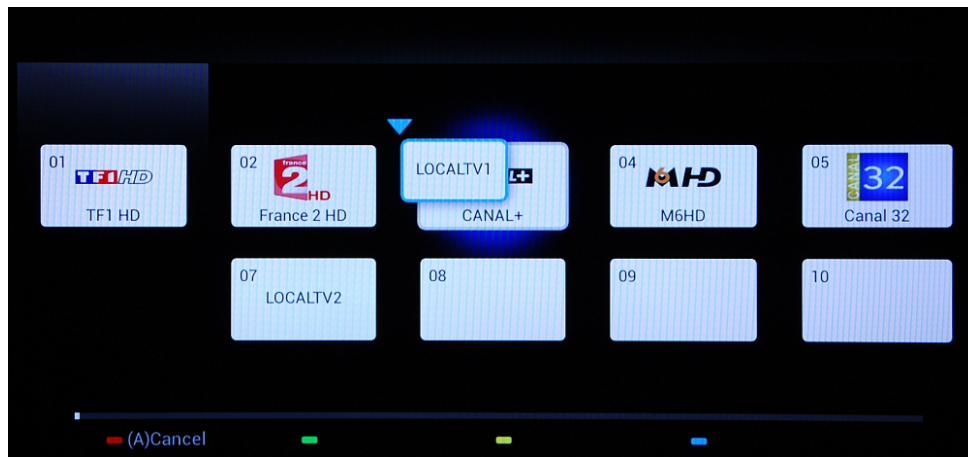 01
TF1 HD
TF1 HD
02
france
2
HD
France 2 HD
LOCALTV1
L+
CANAL+
04
M6 HD
M6HD
05
CANAL 32
Canal 32
07
LOCALTV2
08
09
10
(A)Cancel